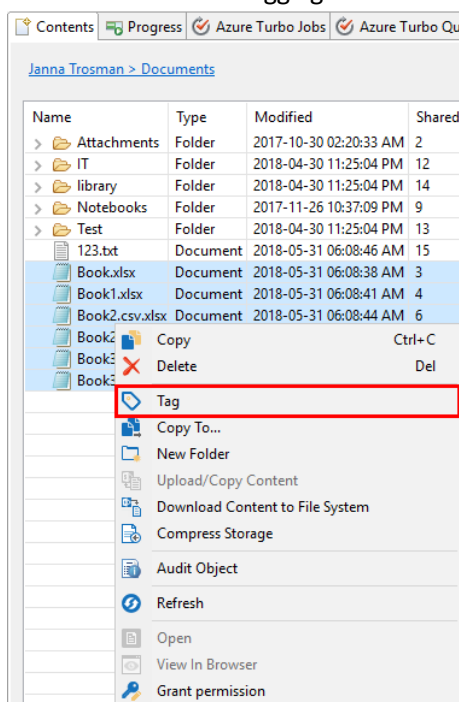 Contents Progress Azure Turbo Jobs Azure Turbo Qu
Janna Trosman > Documents
Name Type Modified Shared
Attachments Folder 2017-10-30 02:20:33 AM 2
IT Folder 2018-04-30 11:25:04 PM 12
library Folder 2018-04-30 11:25:04 PM 14
Notebooks Folder 2017-11-26 10:37:09 PM 9
Test Folder 2018-04-30 11:25:04 PM 13
123.txt Document 2018-05-31 06:08:46 AM 15
Book.xlsx Document 2018-05-31 06:08:38 AM 3
Book1.xlsx Document 2018-05-31 06:08:41 AM 4
Book2.csv.xlsx Document 2018-05-31 06:08:44 AM 6
Book2
Copy Ctrl+C
Book3
Delete Del
Book3
Tag
Copy To...
New Folder
Upload/Copy Content
Download Content to File System
Compress Storage
Audit Object
Refresh
Open
View In Browser
Grant permission